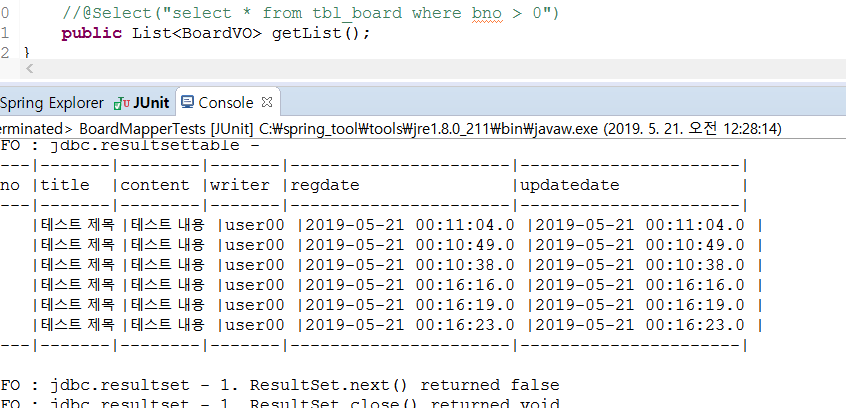 0 //@Select("select * from tbl_board where bno > 0")
1 public List<BoardVO> getList();
2 }
Spring Explorer JUnit Console
erminated> BoardMapperTests [JUnit] C:₩spring_tool₩tools₩jre1.8.0_211₩bin₩javaw.exe (2019. 5. 21. 오전 12:28:14)
FO : jdbc.resultsettable -
---|-------|--------|-------|----------------------|----------------------|
no |title |content |writer |regdate |updatedate |
---|-------|--------|-------|----------------------|----------------------|
|테스트 제목 |테스트 내용 |user00 |2019-05-21 00:11:04.0 |2019-05-21 00:11:04.0 |
|테스트 제목 |테스트 내용 |user00 |2019-05-21 00:10:49.0 |2019-05-21 00:10:49.0 |
|테스트 제목 |테스트 내용 |user00 |2019-05-21 00:10:38.0 |2019-05-21 00:10:38.0 |
|테스트 제목 |테스트 내용 |user00 |2019-05-21 00:16:16.0 |2019-05-21 00:16:16.0 |
|테스트 제목 |테스트 내용 |user00 |2019-05-21 00:16:19.0 |2019-05-21 00:16:19.0 |
|테스트 제목 |테스트 내용 |user00 |2019-05-21 00:16:23.0 |2019-05-21 00:16:23.0 |
---|-------|--------|-------|----------------------|----------------------|
FO : jdbc.resultset - 1. ResultSet.next() returned false
FO : jdbc.resultset - 1. ResultSet.close() returned void